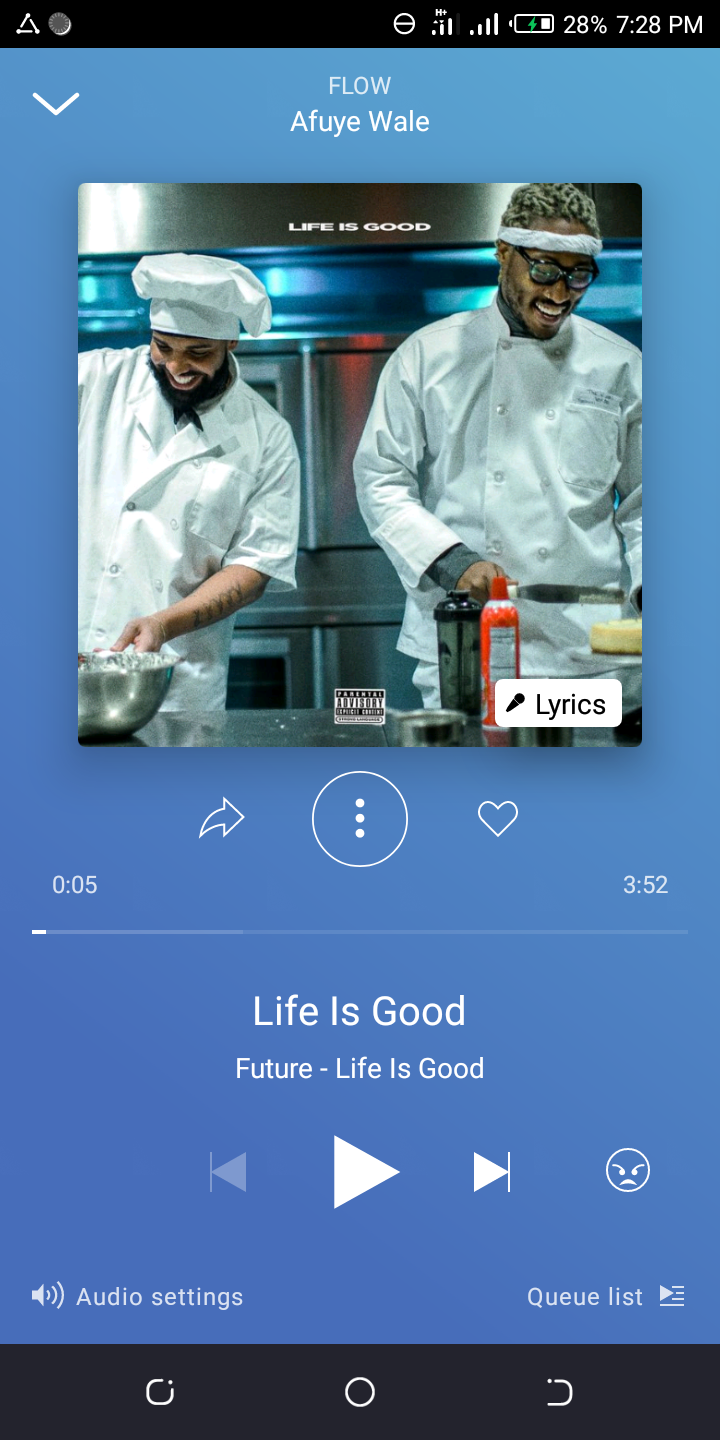 H+
28% 7:28 PM
FLOW
Afuye Wale
LIFE IS GOOD
PARENTAL
ADVISORY
EXPLICIT CONTENT
Lyrics
0:05
3:52
Life Is Good
Future - Life Is Good
Audio settings
Queue list